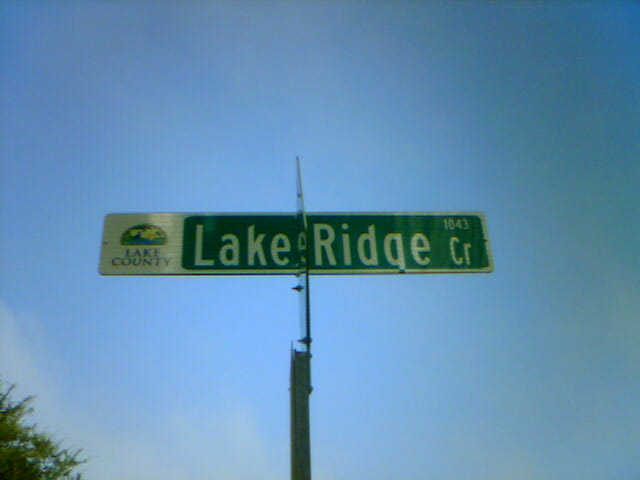 LAKE
COUNTY
Lake Ridge Cr
1043